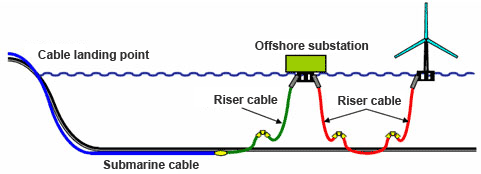 Offshore substation
Cable landing point
Riser cable
Riser cable
Submarine cable